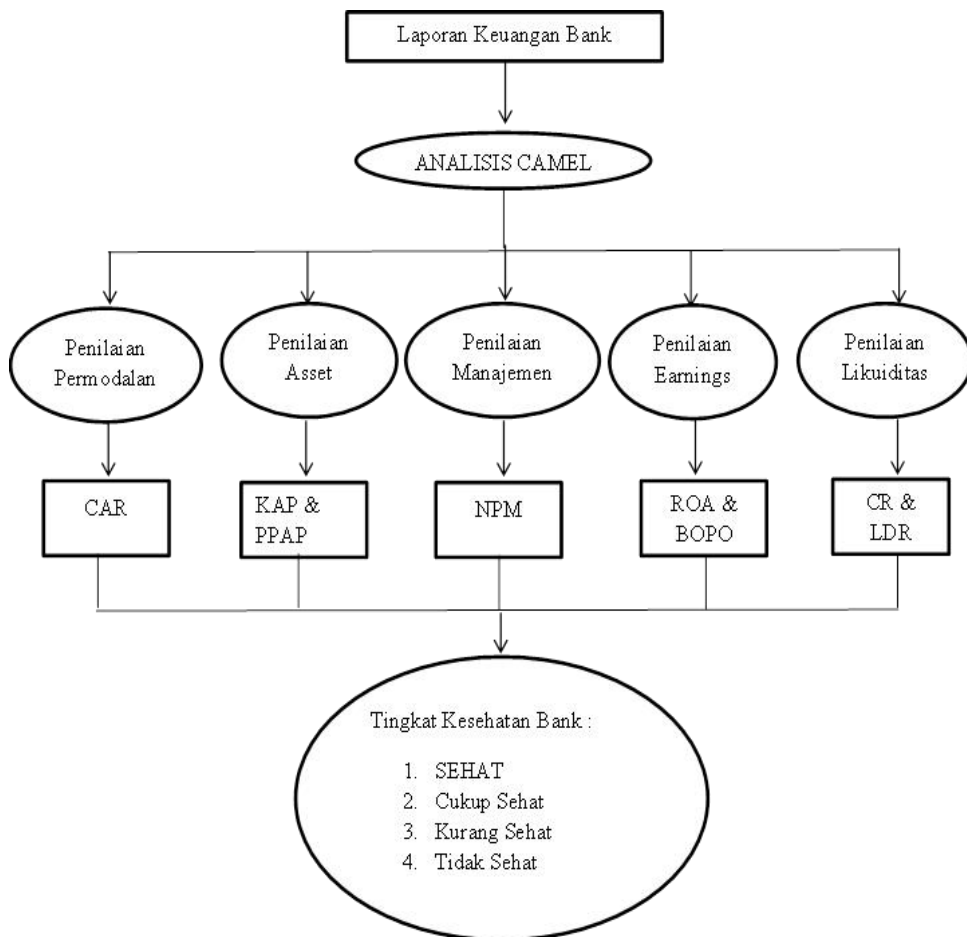 Laporan Keuangan Bank
ANALISIS CAMEL
Penilaian
Permodalan
Penilaian
Asset
Penilaian
Manajemen
Penilaian
Earnings
Penilaian
Likuiditas
CAR
KAP &
PPAP
NPM
ROA &
BOPO
CR &
LDR
Tingkat Kesehatan Bank :
1. SEHAT
2. Cukup Sehat
3. Kurang Sehat
4. Tidak Sehat